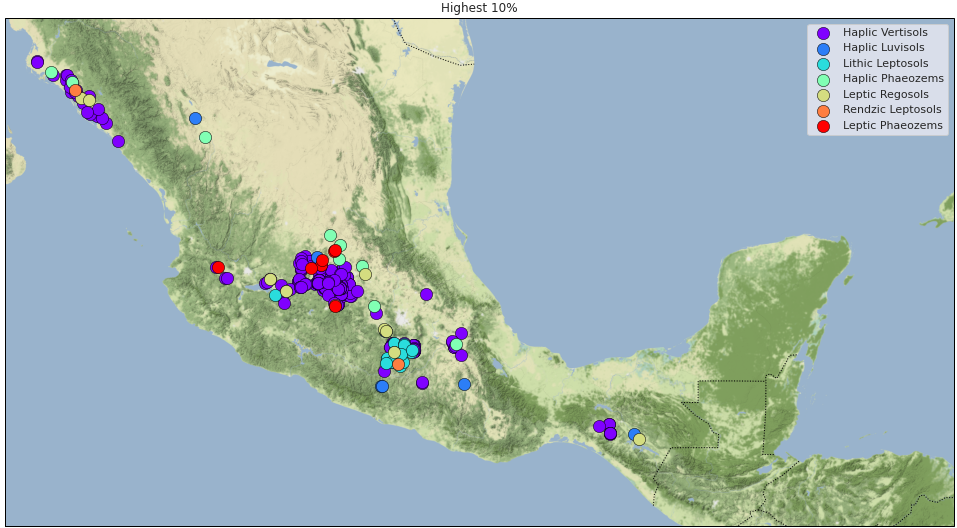 Highest 10%
Haplic Vertisols
Haplic Luvisols
Lithic Leptosols
Haplic Phaeozems
Leptic Regosols
Rendzic Leptosols
Leptic Phaeozems